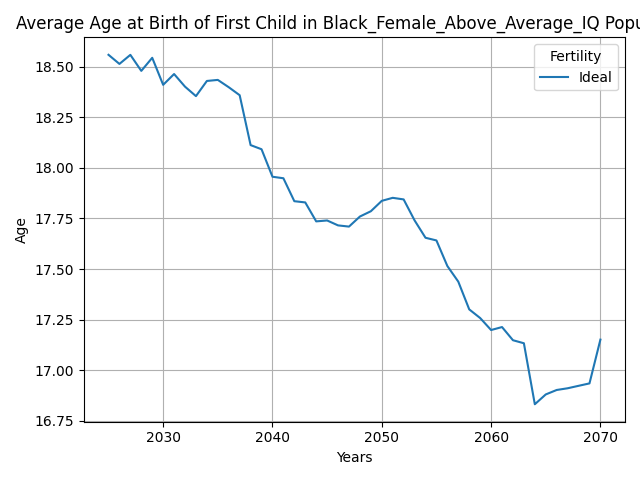 Average Age at Birth of First Child in Black_Female_Above_Average_IQ Popu
Fertility
Ideal
18.50
18.25
18.00
17.75
17.50
17.25
17.00
16.75
Age
2030 2040 2050 2060 2070
Years